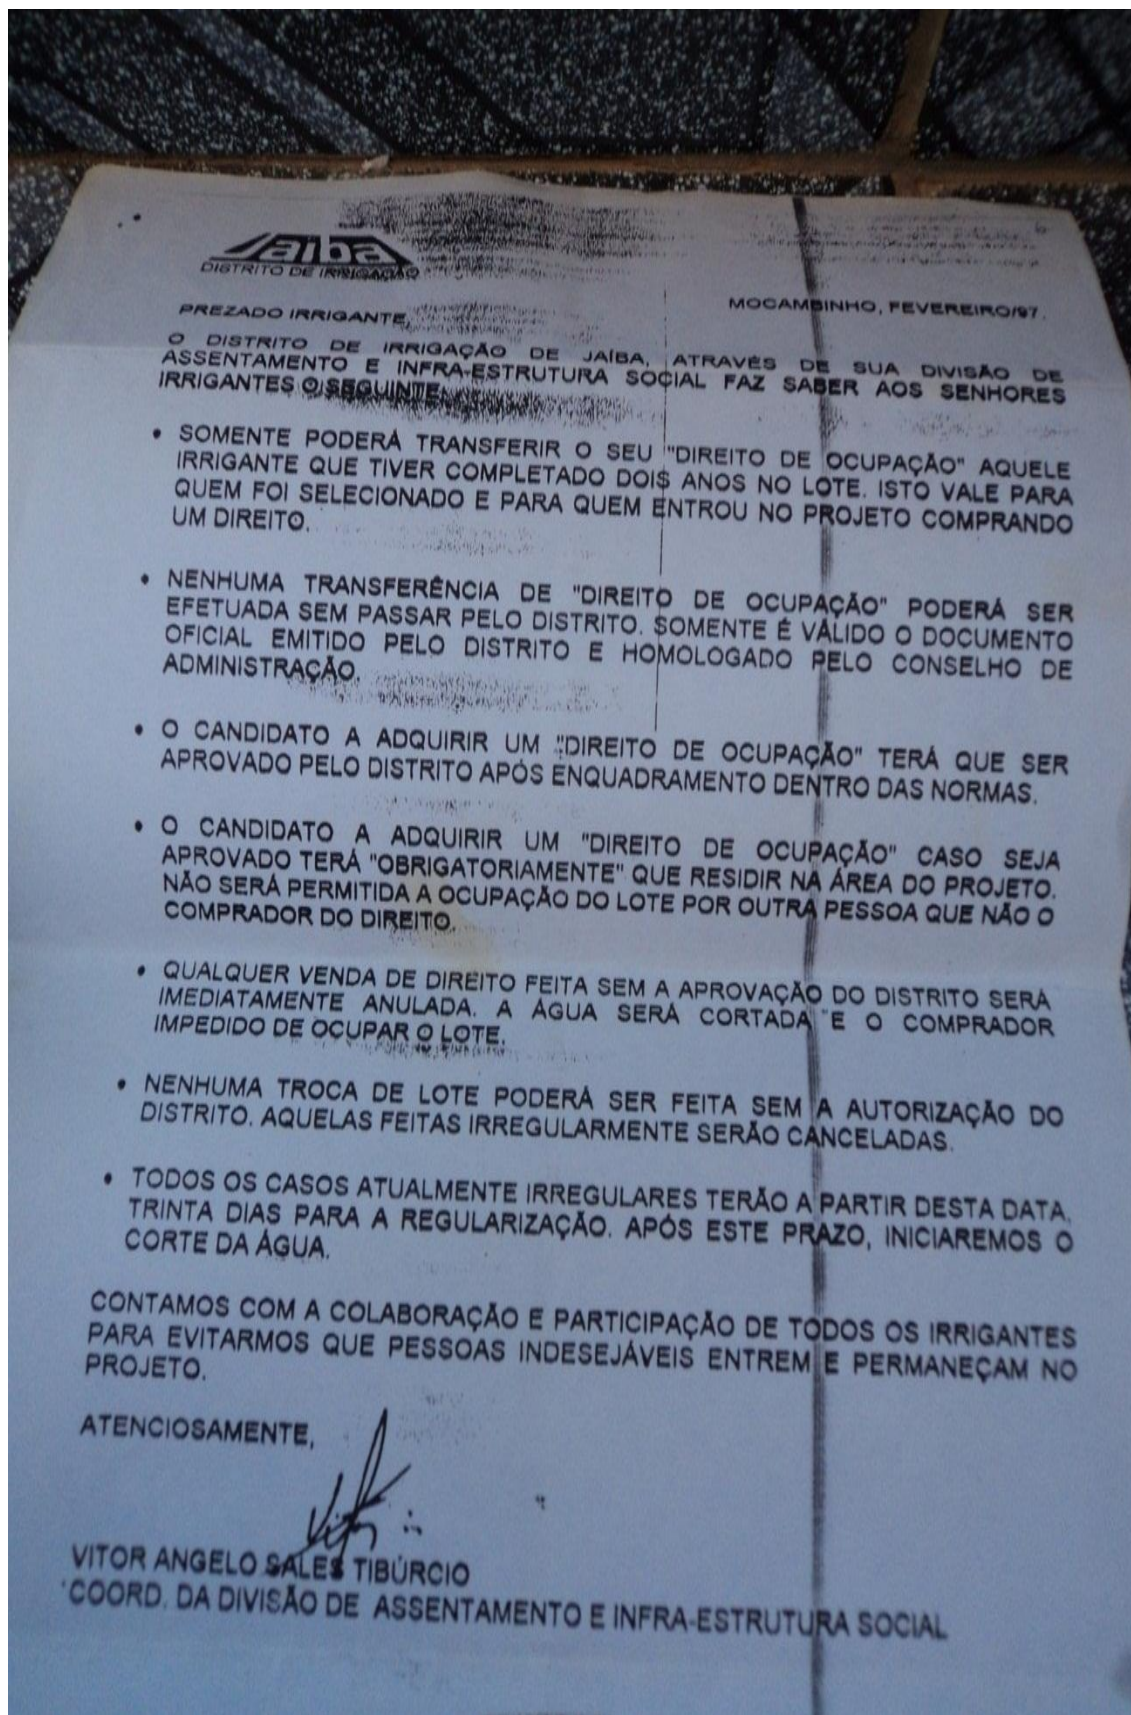 Jaíba
DISTRITO DE IRRIGAÇÃO
PREZADO IRRIGANTE,
MOCAMBINHO, FEVEREIRO/97.
O DISTRITO DE IRRIGAÇÃO DE JAÍBA, ATRAVÉS DE SUA DIVISÃO DE
ASSENTAMENTO E INFRA-ESTRUTURA SOCIAL FAZ SABER AOS SENHORES
IRRIGANTES O SEGUINTE:
• SOMENTE PODERÁ TRANSFERIR O SEU "DIREITO DE OCUPAÇÃO" AQUELE
IRRIGANTE QUE TIVER COMPLETADO DOIS ANOS NO LOTE. ISTO VALE PARA
QUEM FOI SELECIONADO E PARA QUEM ENTROU NO PROJETO COMPRANDO
UM DIREITO.
• NENHUMA TRANSFERÊNCIA DE "DIREITO DE OCUPAÇÃO" PODERÁ SER
EFETUADA SEM PASSAR PELO DISTRITO. SOMENTE É VÁLIDO O DOCUMENTO
OFICIAL EMITIDO PELO DISTRITO E HOMOLOGADO PELO CONSELHO DE
ADMINISTRAÇÃO.
• O CANDIDATO A ADQUIRIR UM "DIREITO DE OCUPAÇÃO" TERÁ QUE SER
APROVADO PELO DISTRITO APÓS ENQUADRAMENTO DENTRO DAS NORMAS.
• O CANDIDATO A ADQUIRIR UM "DIREITO DE OCUPAÇÃO" CASO SEJA
APROVADO TERÁ "OBRIGATORIAMENTE" QUE RESIDIR NA ÁREA DO PROJETO.
NÃO SERÁ PERMITIDA A OCUPAÇÃO DO LOTE POR OUTRA PESSOA QUE NÃO O
COMPRADOR DO DIREITO.
• QUALQUER VENDA DE DIREITO FEITA SEM A APROVAÇÃO DO DISTRITO SERÁ
IMEDIATAMENTE ANULADA. A ÁGUA SERÁ CORTADA E O COMPRADOR
IMPEDIDO DE OCUPAR O LOTE.
• NENHUMA TROCA DE LOTE PODERÁ SER FEITA SEM A AUTORIZAÇÃO DO
DISTRITO. AQUELAS FEITAS IRREGULARMENTE SERÃO CANCELADAS.
• TODOS OS CASOS ATUALMENTE IRREGULARES TERÃO A PARTIR DESTA DATA,
TRINTA DIAS PARA A REGULARIZAÇÃO. APÓS ESTE PRAZO, INICIAREMOS O
CORTE DA ÁGUA.
CONTAMOS COM A COLABORAÇÃO E PARTICIPAÇÃO DE TODOS OS IRRIGANTES
PARA EVITARMOS QUE PESSOAS INDESEJÁVEIS ENTREM E PERMANEÇAM NO
PROJETO.
ATENCIOSAMENTE,
VITOR ANGELO SALES TIBÚRCIO
COORD. DA DIVISÃO DE ASSENTAMENTO E INFRA-ESTRUTURA SOCIAL